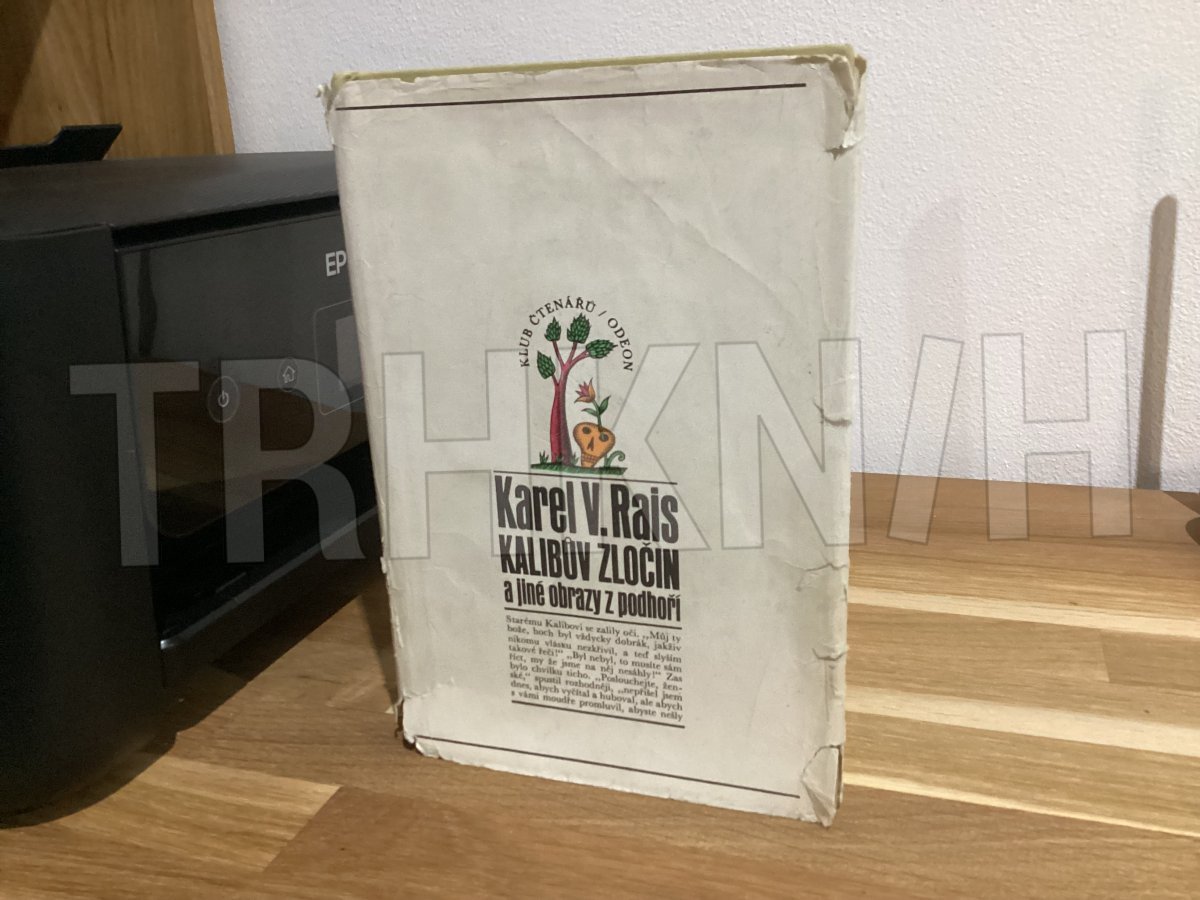 EP
KLUB ČTENÁŘŮ / ODEON
Karel V. Rais
KALIBŮV ZLOČIN
a jiné obrazy z podhoří
Starému Kalibovi se zalily oči. „Můj ty
bože, hoch byl vždycky dobrák, jakživ
nikomu vlásku nezkřivil, a teď slyším
takové řeči!“ „Byl nebyl, to musíte sám
říct, my že jsme na něj nesáhly!“ Zas
bylo chvilku ticho. „Poslouchejte, žen-
ské,“ spustil rozhodněji, „nepřišel jsem
dnes, abych vyčítal a huboval, ale abych
s vámi moudře promluvil, abyste nešly
TRHKN/H